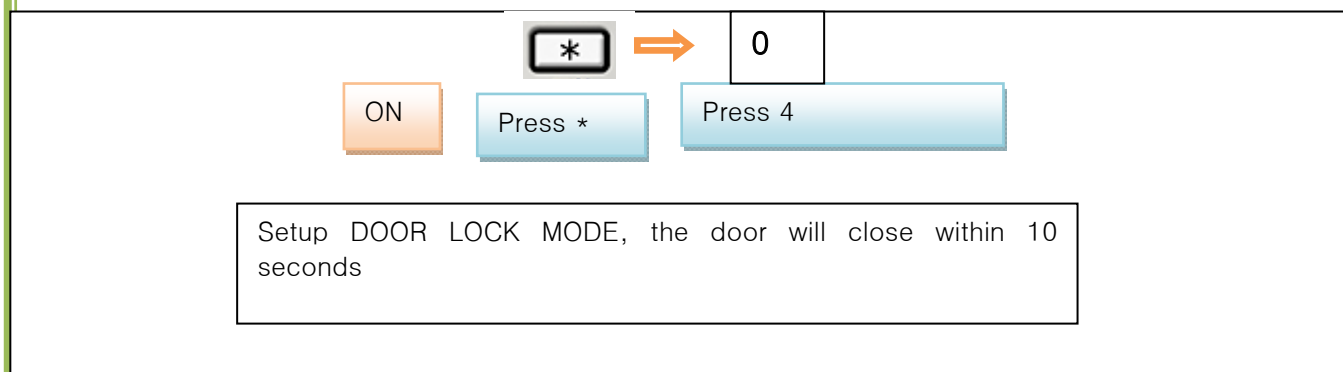 *
0
ON
Press *
Press 4
Setup DOOR LOCK MODE, the door will close within 10
seconds